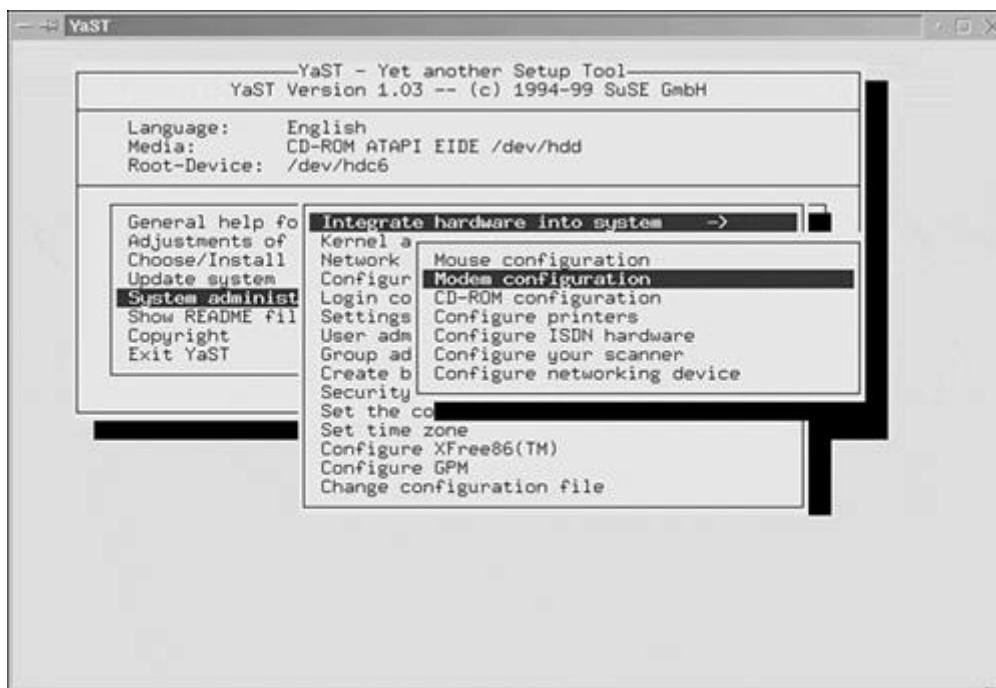 YaST
YaST - Yet another Setup Tool
YaST Version 1.03 -- (c) 1994-99 SuSE GmbH
Language: English
Media: CD-ROM ATAPI EIDE /dev/hdd
Root-Device: /dev/hdc6
General help fo
Adjustments of
Choose/Install
Update system
System administ
Show README fil
Copyright
Exit YaST
Integrate hardware into system ->
Kernel a
Network
Configur
Login co
Settings
User adm
Group ad
Create b
Security
Set the co
Set time zone
Configure XFree86(TM)
Configure GPM
Change configuration file
Mouse configuration
Modem configuration
CD-ROM configuration
Configure printers
Configure ISDN hardware
Configure your scanner
Configure networking device